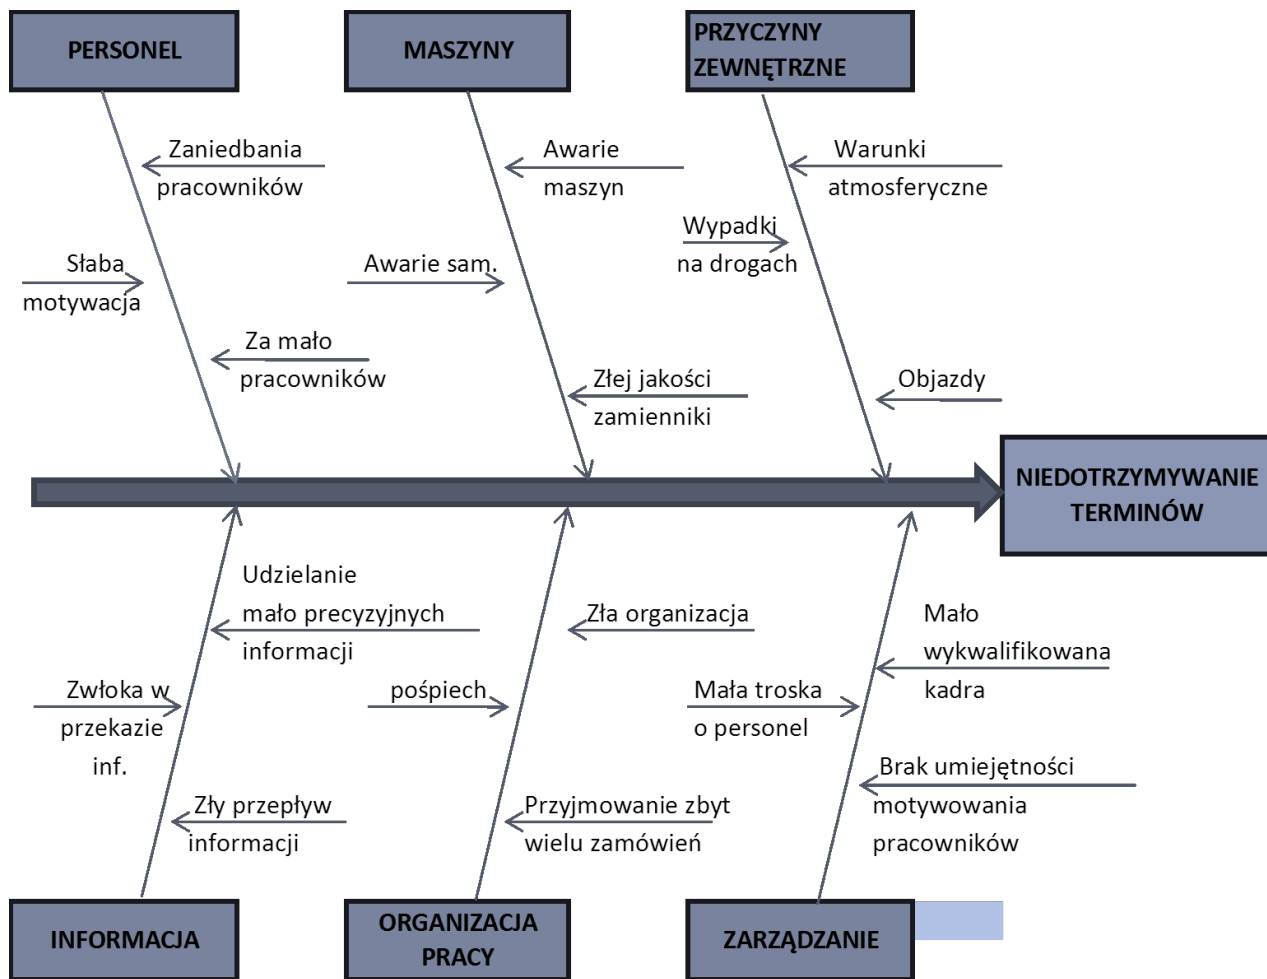 PERSONEL
MASZYNY
PRZYCZYNY
ZEWNĘTRZNE
Zaniedbania
pracowników
Słaba
motywacja
Za mało
pracowników
Awarie
maszyn
Awarie sam.
Złej jakości
zamienniki
Warunki
atmosferyczne
Wypadki
na drogach
Objazdy
NIEDOTRZYMYWANIE
TERMINÓW
Udzielanie
mało precyzyjnych
informacji
Zwłoka w
przekazie
inf.
Zły przepływ
informacji
Zła organizacja
pośpiech
Przyjmowanie zbyt
wielu zamówień
Mało
wykwalifikowana
kadra
Mała troska
o personel
Brak umiejętności
motywowania
pracowników
INFORMACJA
ORGANIZACJA
PRACY
ZARZĄDZANIE